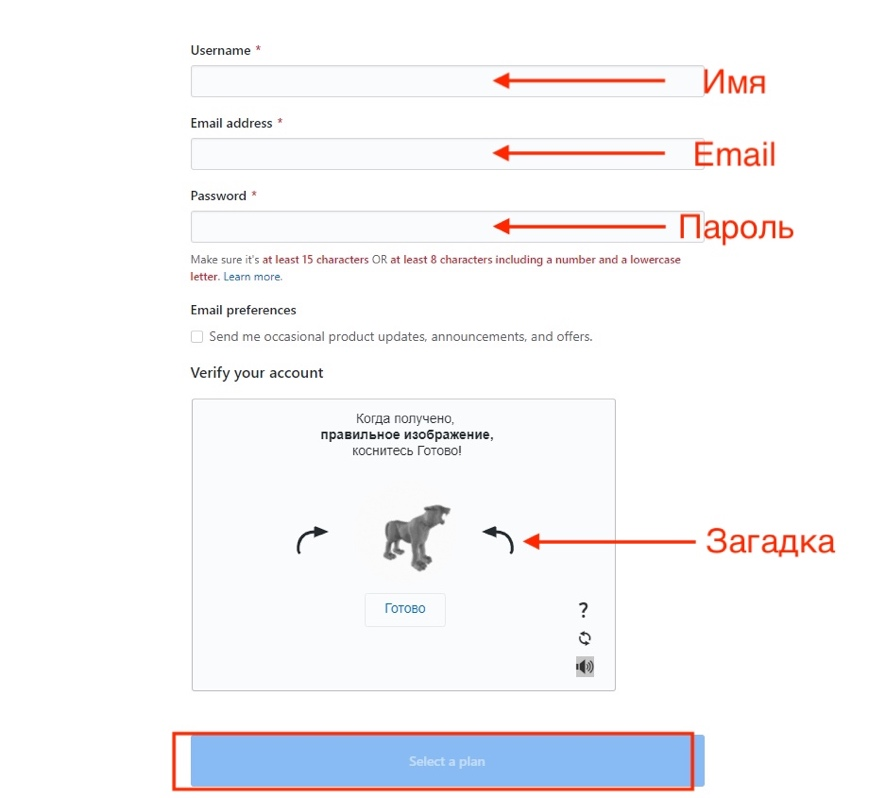 Username *
Имя
Email address *
Email
Password *
Пароль
Make sure it's at least 15 characters OR at least 8 characters including a number and a lowercase
letter. Learn more.
Email preferences
Send me occasional product updates, announcements, and offers.
Verify your account
Когда получено,
правильное изображение,
коснитесь Готово!
Загадка
Готово
?
Select a plan